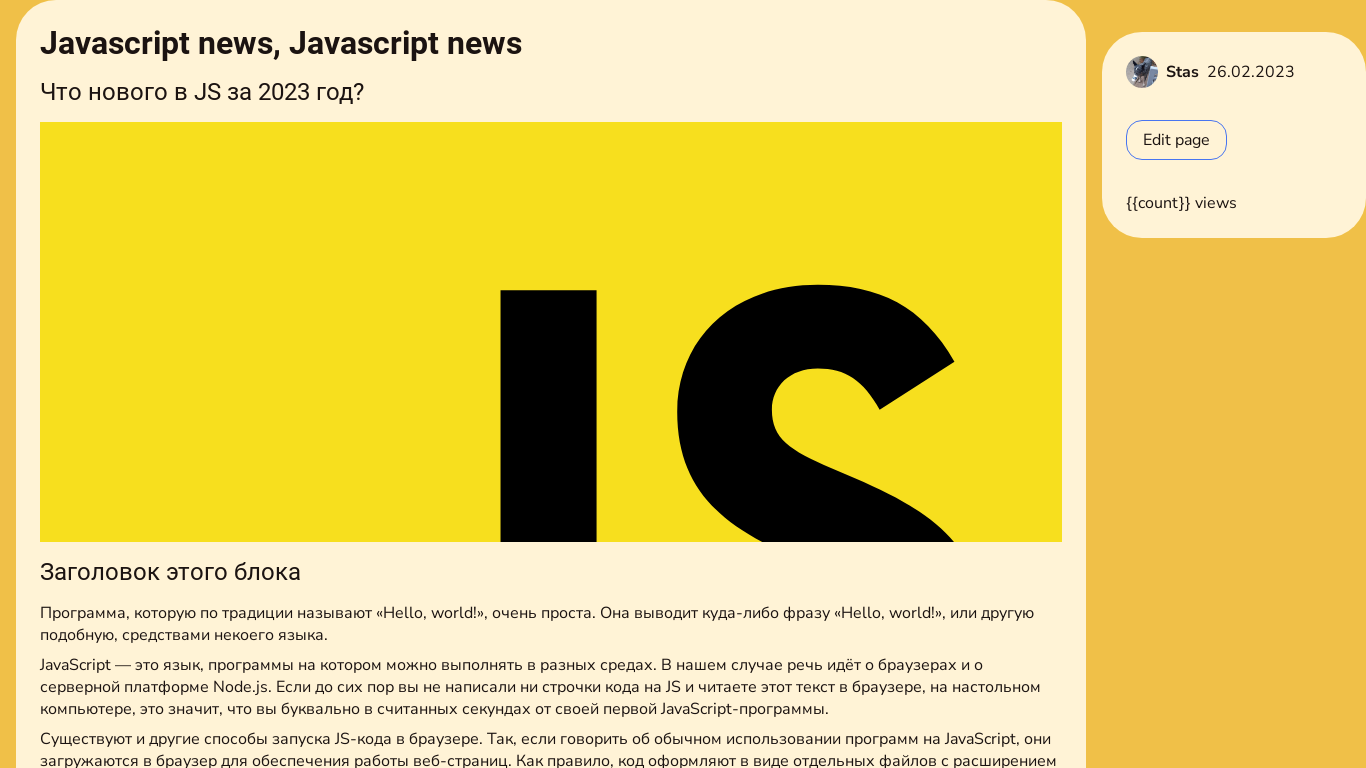 Javascript news, Javascript news
Что нового в JS за 2023 год?
JS
Заголовок этого блока
Программа, которую по традиции называют «Hello, world!», очень проста. Она выводит куда-либо фразу «Hello, world!», или другую
подобную, средствами некоего языка.
JavaScript — это язык, программы на котором можно выполнять в разных средах. В нашем случае речь идёт о браузерах и о
серверной платформе Node.js. Если до сих пор вы не написали ни строчки кода на JS и читаете этот текст в браузере, на настольном
компьютере, это значит, что вы буквально в считанных секундах от своей первой JavaScript-программы.
Существуют и другие способы запуска JS-кода в браузере. Так, если говорить об обычном использовании программ на JavaScript, они
загружаются в браузер для обеспечения работы веб-страниц. Как правило, код оформляют в виде отдельных файлов с расширением
Stas 26.02.2023
Edit page
{{count}} views